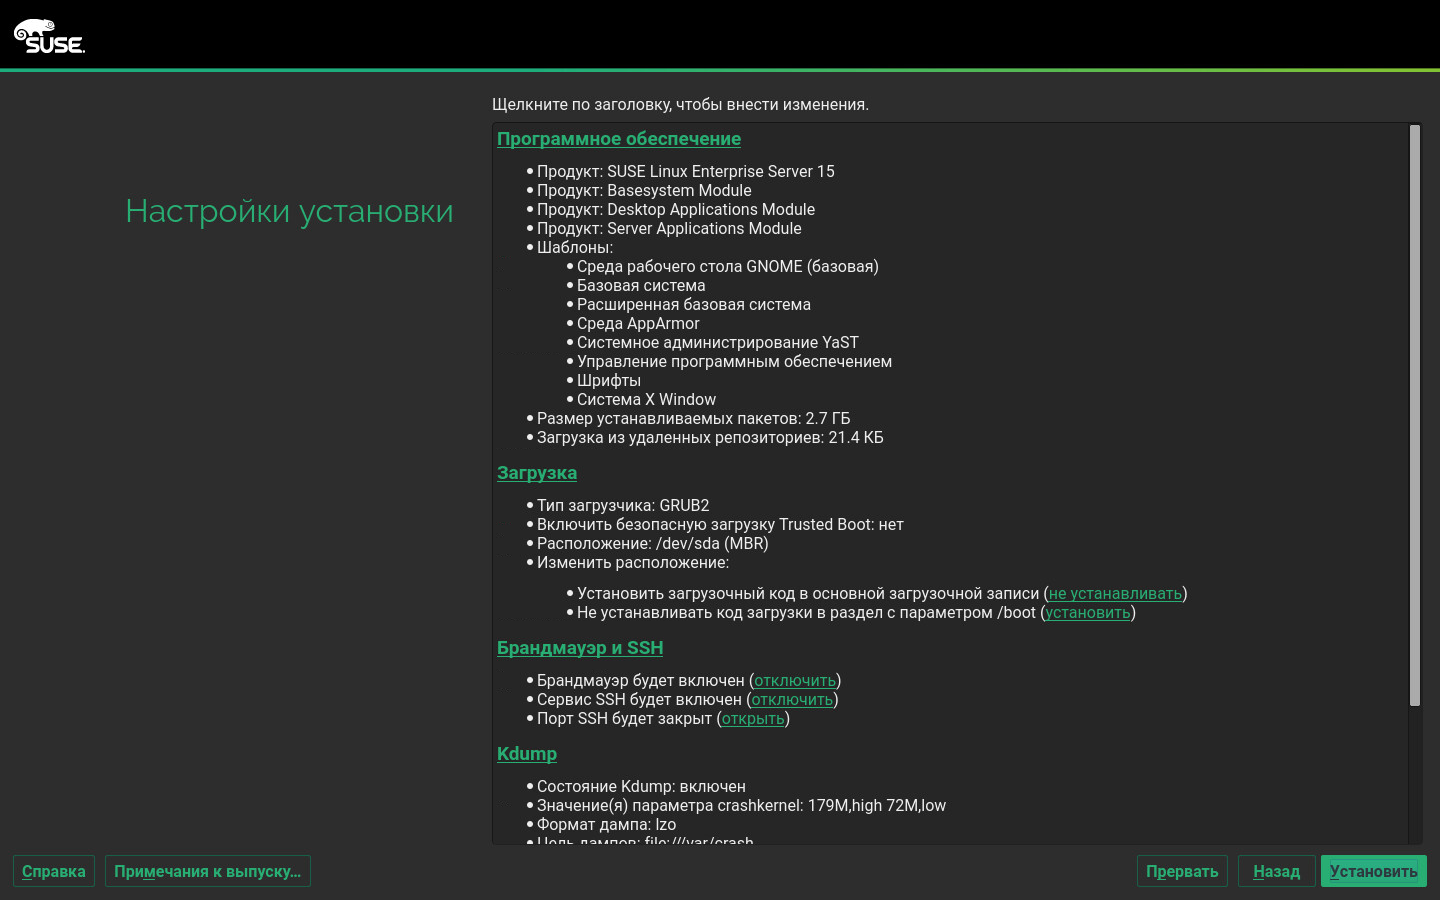 SUSE
Щелкните по заголовку, чтобы внести изменения.
Настройки установки
Программное обеспечение
Продукт: SUSE Linux Enterprise Server 15
Продукт: Basesystem Module
Продукт: Desktop Applications Module
Продукт: Server Applications Module
Шаблоны:
Среда рабочего стола GNOME (базовая)
Базовая система
Расширенная базовая система
Среда AppArmor
Системное администрирование YaST
Управление программным обеспечением
Шрифты
Система X Window
Размер устанавливаемых пакетов: 2.7 ГБ
Загрузка из удаленных репозиториев: 21.4 КБ
Загрузка
Тип загрузчика: GRUB2
Включить безопасную загрузку Trusted Boot: нет
Расположение: /dev/sda (MBR)
Изменить расположение:
Установить загрузочный код в основной загрузочной записи (не устанавливать)
Не устанавливать код загрузки в раздел с параметром /boot (установить)
Брандмауэр и SSH
Брандмауэр будет включен (отключить)
Сервис SSH будет включен (отключить)
Порт SSH будет закрыт (открыть)
Kdump
Состояние Kdump: включен
Значение(я) параметра crashkernel: 179M,high 72M,low
Формат дампа: lzo
Цель дампов: file:///var/crash
Справка
Примечания к выпуску...
Прервать
Назад
Установить